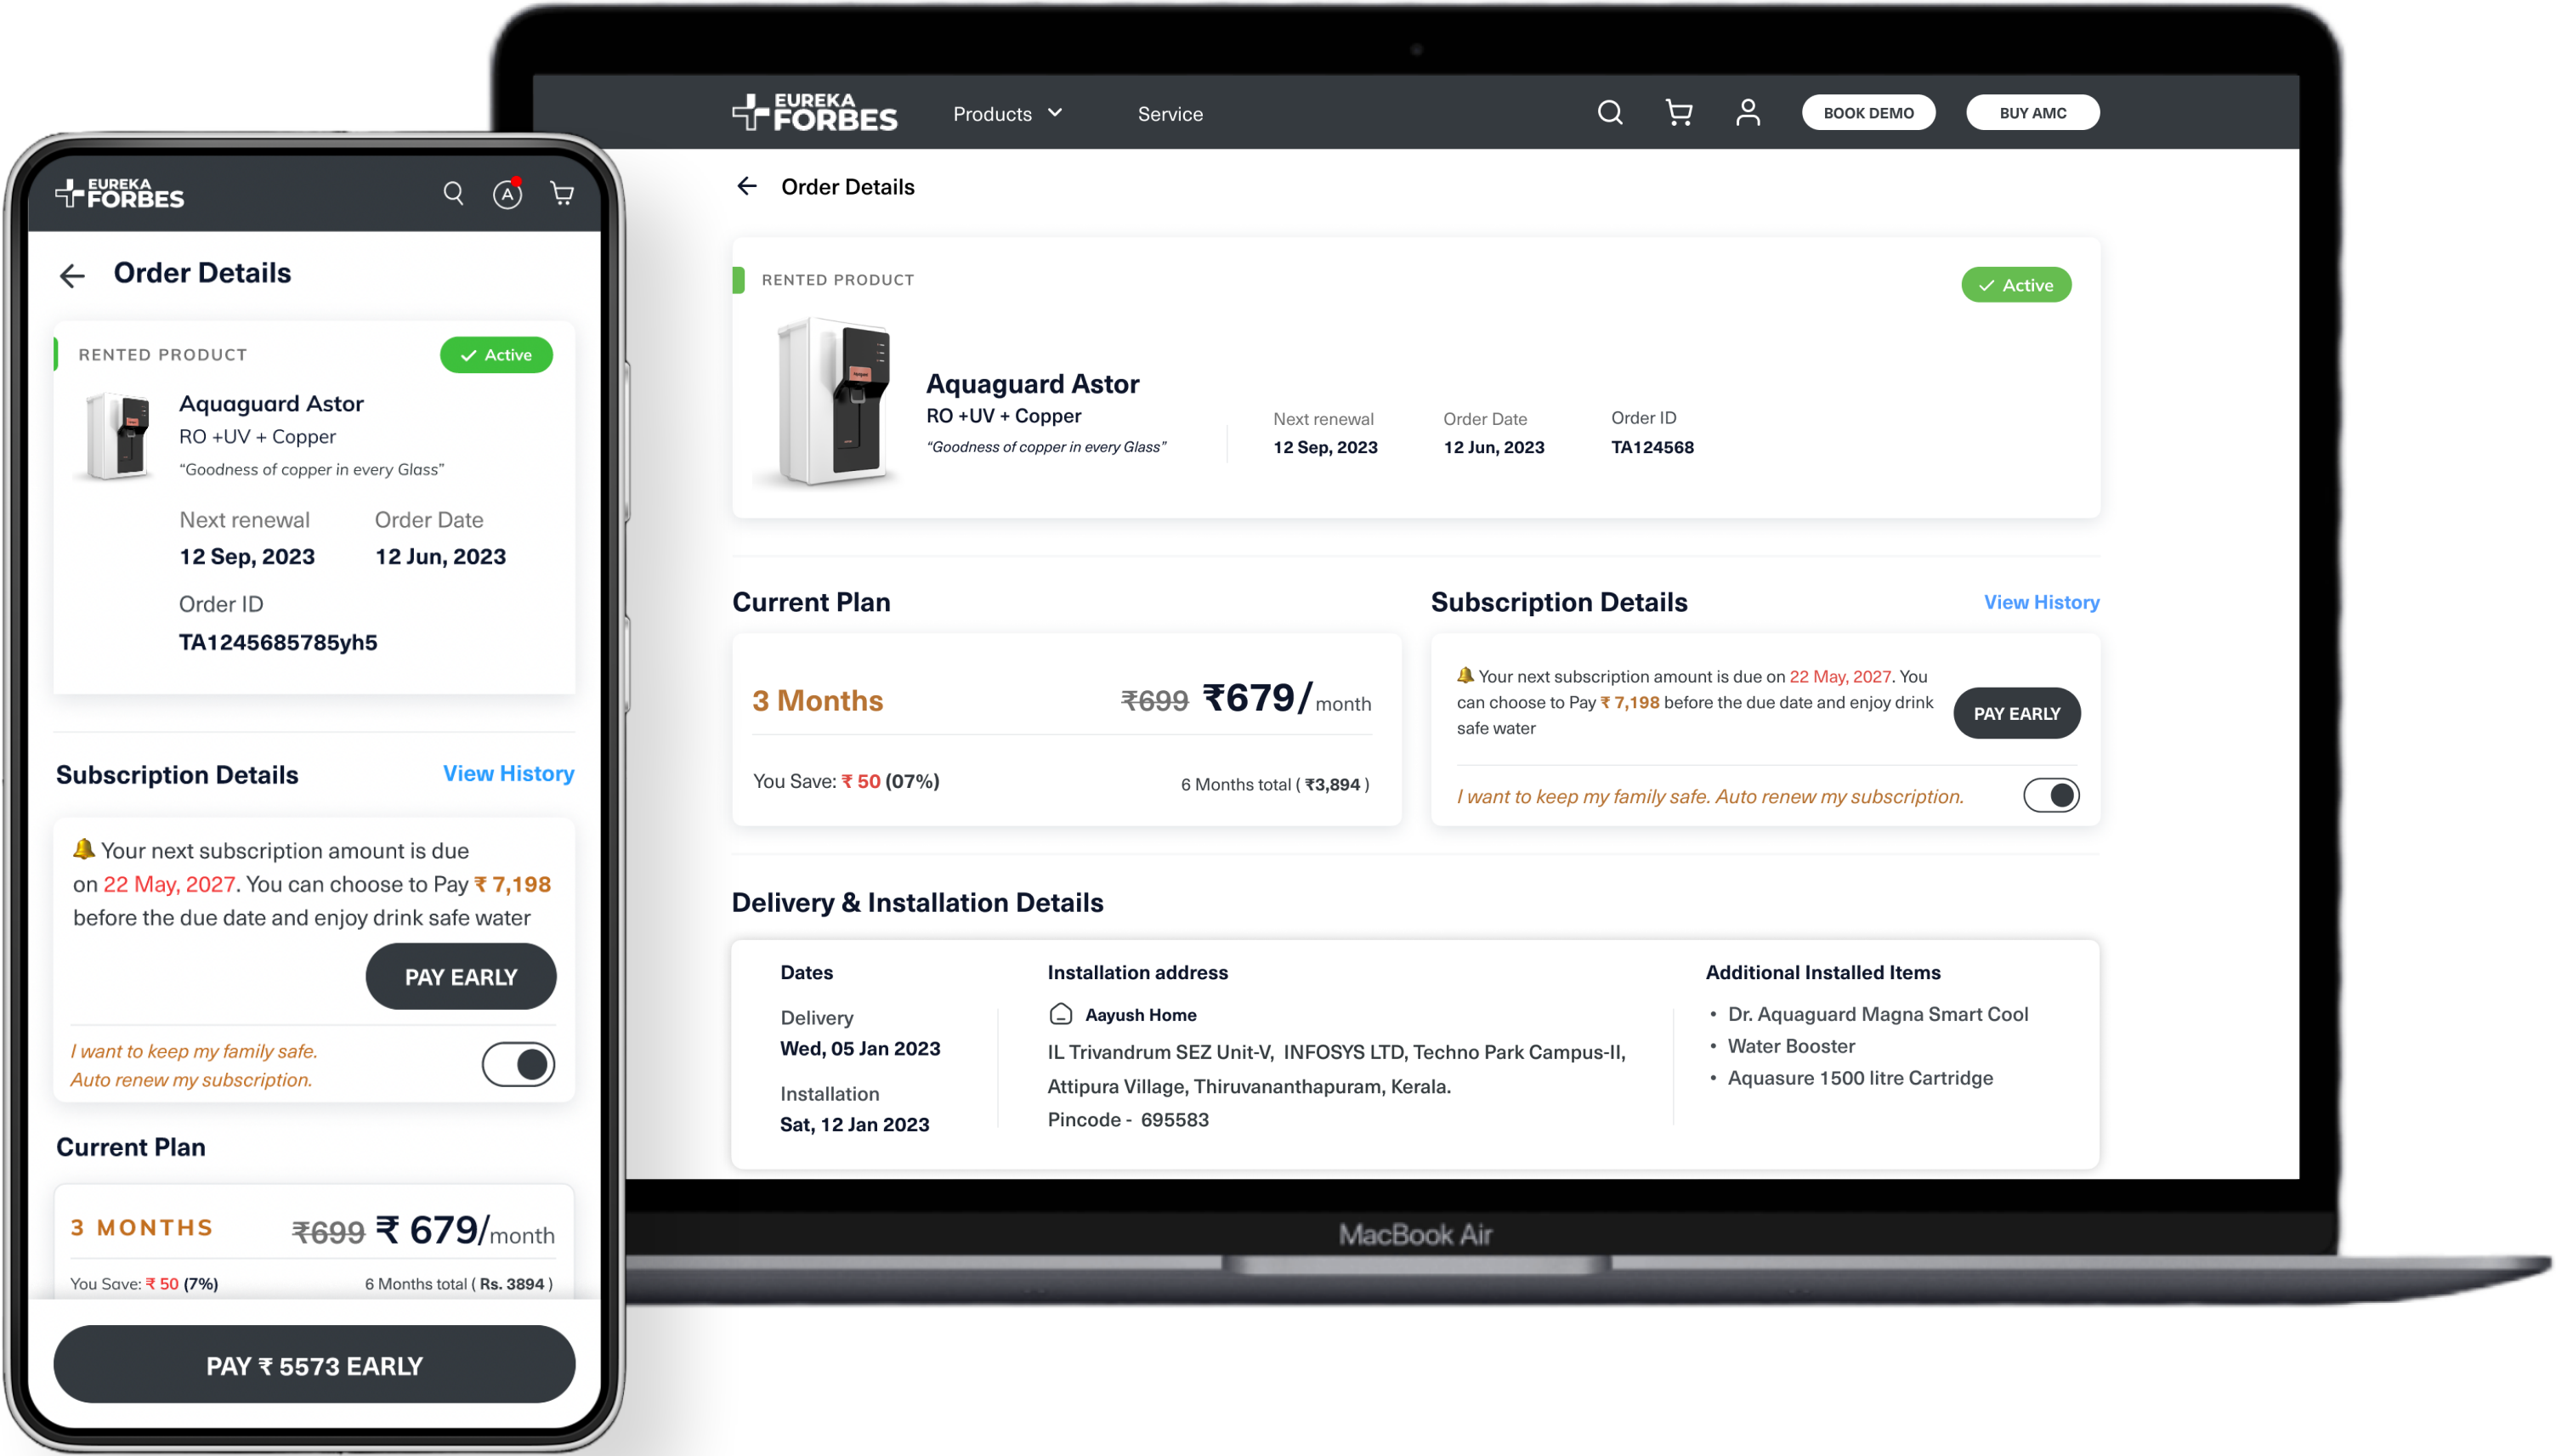 EUREKA
FORBES
A
Order Details
RENTED PRODUCT
Active
Aquaguard Astor
RO +UV + Copper
“Goodness of copper in every Glass”
Next renewal Order Date
12 Sep, 2023 12 Jun, 2023
Order ID
TA1245685785yh5
Subscription Details View History
Your next subscription amount is due
on 22 May, 2027. You can choose to Pay ₹ 7,198
before the due date and enjoy drink safe water
PAY EARLY
I want to keep my family safe.
Auto renew my subscription.
Current Plan
3 MONTHS ₹699 ₹ 679/month
You Save: ₹ 50 (7%) 6 Months total ( Rs. 3894 )
PAY ₹ 5573 EARLY
EUREKA
FORBES
Products Service BOOK DEMO BUY AMC
Order Details
RENTED PRODUCT
Active
Aquaguard Astor
RO +UV + Copper
“Goodness of copper in every Glass”
Next renewal Order Date Order ID
12 Sep, 2023 12 Jun, 2023 TA124568
Current Plan
3 Months ₹699 ₹679/month
You Save: ₹ 50 (07%) 6 Months total ( ₹3,894 )
Subscription Details View History
Your next subscription amount is due on 22 May, 2027. You
can choose to Pay ₹ 7,198 before the due date and enjoy drink
safe water
PAY EARLY
I want to keep my family safe. Auto renew my subscription.
Delivery & Installation Details
Dates
Delivery
Wed, 05 Jan 2023
Installation
Sat, 12 Jan 2023
Installation address
Aayush Home
IL Trivandrum SEZ Unit-V, INFOSYS LTD, Techno Park Campus-II,
Attipura Village, Thiruvananthapuram, Kerala.
Pincode - 695583
Additional Installed Items
• Dr. Aquaguard Magna Smart Cool
• Water Booster
• Aquasure 1500 litre Cartridge
MacBook Air